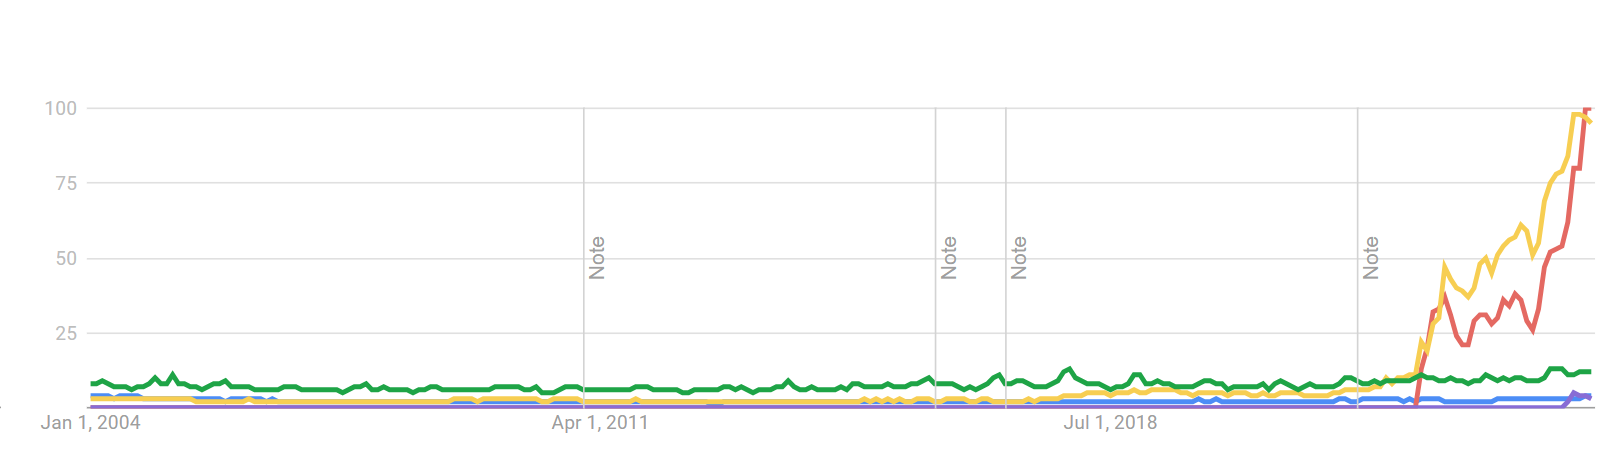 100
75
50
25
Note
Note
Note
Note
Jan 1, 2004
Apr 1, 2011
Jul 1, 2018